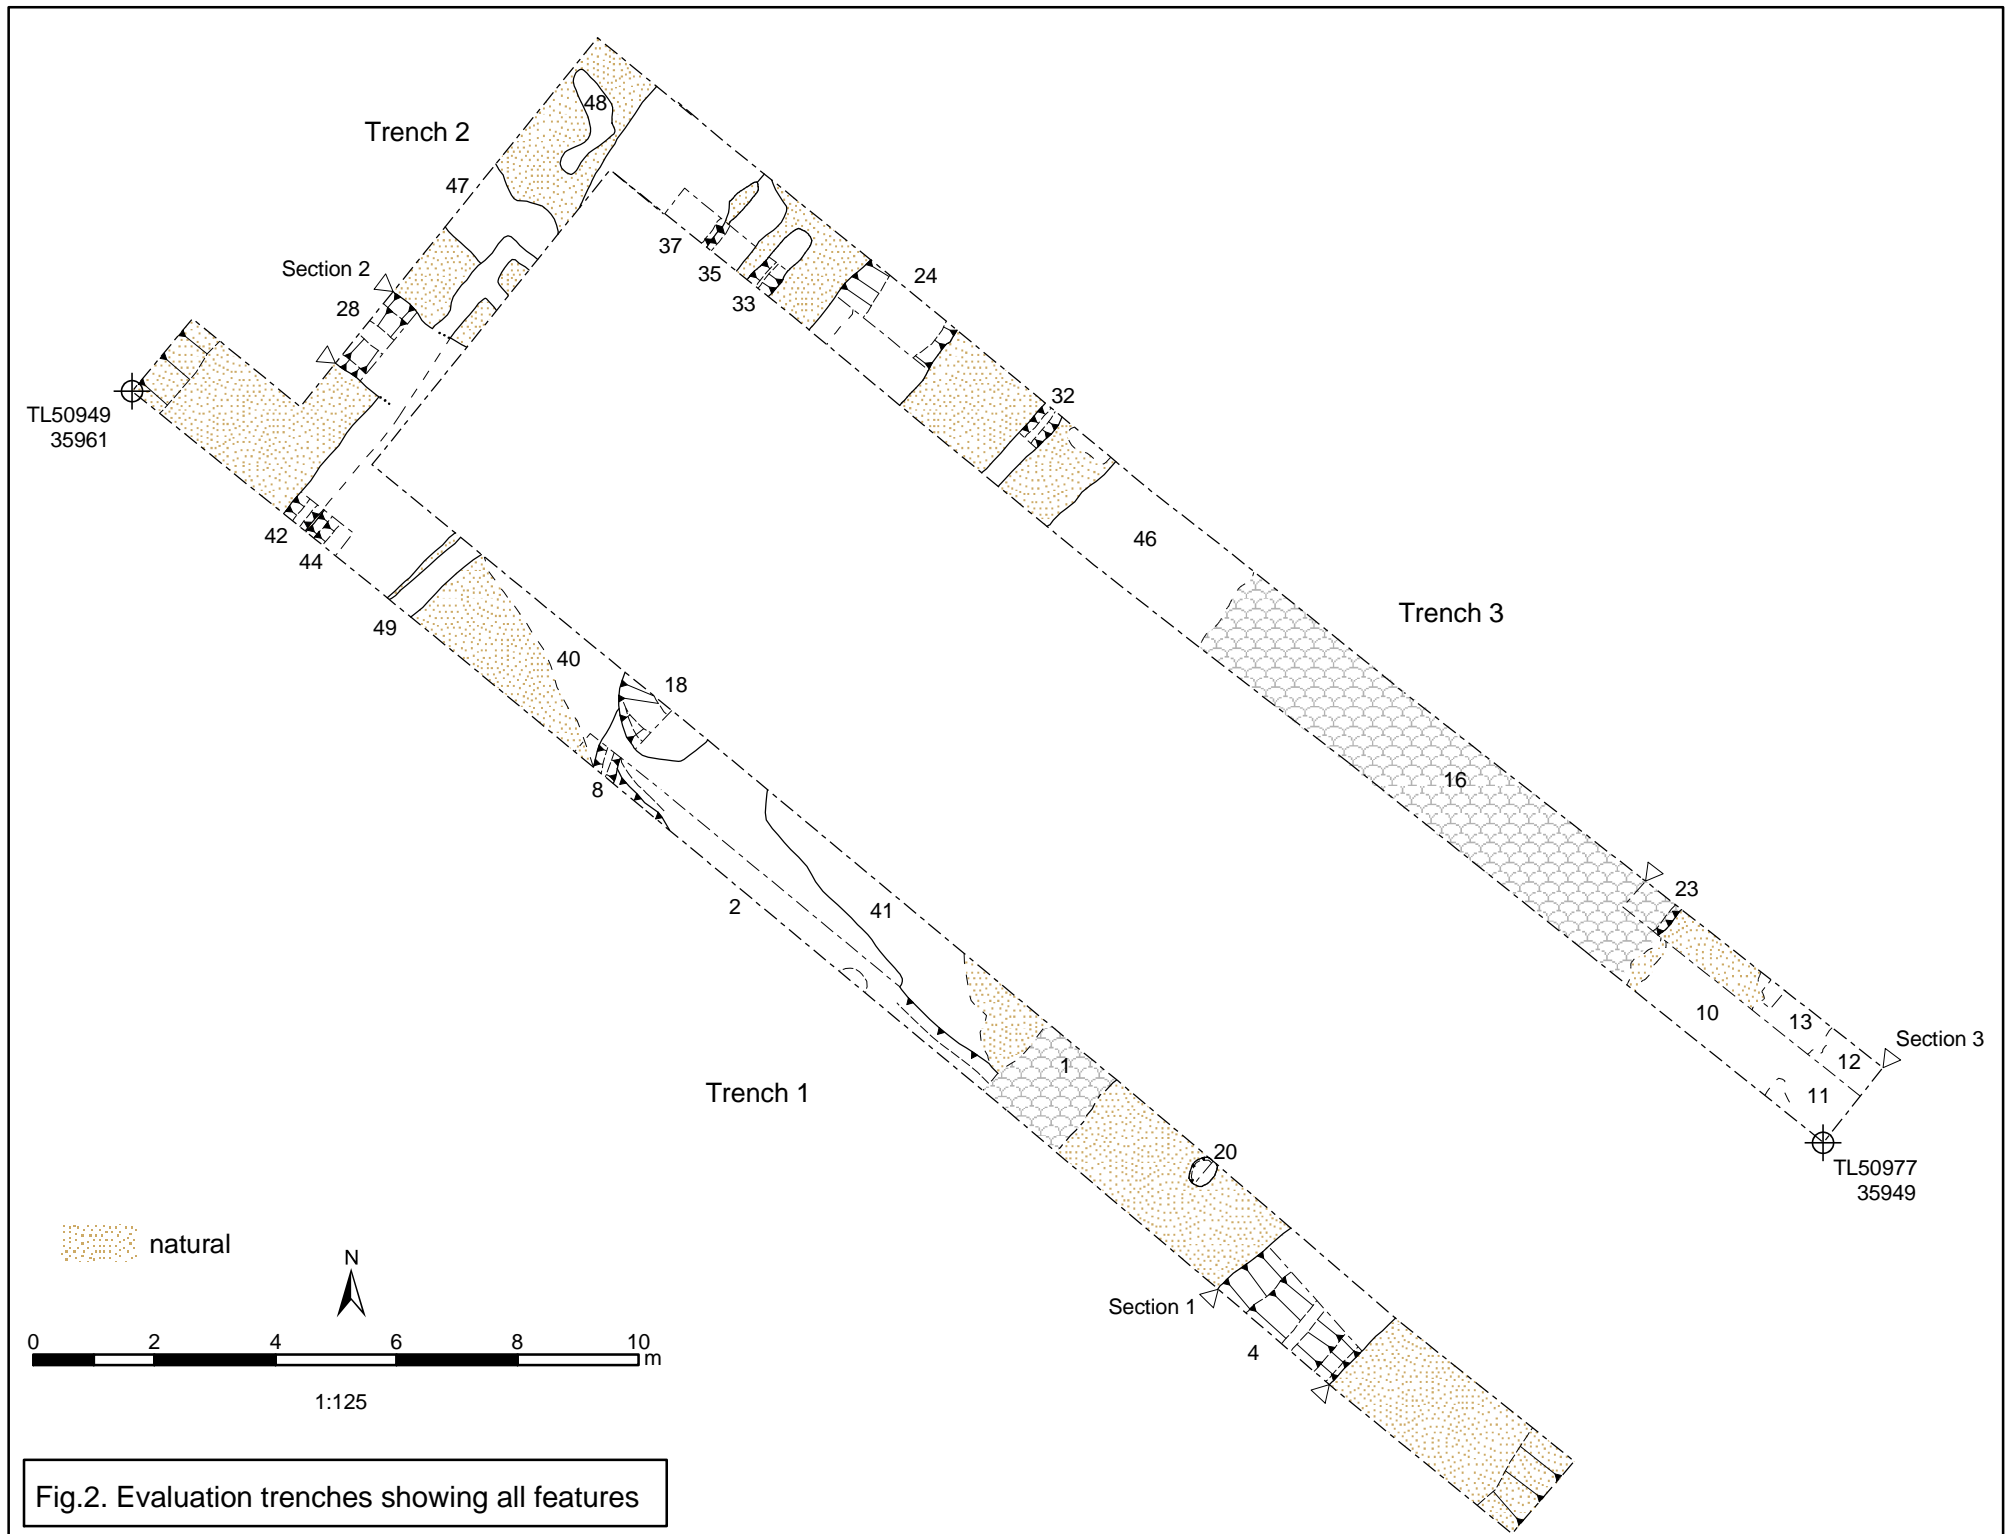 48
Trench 2
47
24
Section 2
37
35
28
33
32
TL50949
35961
46
42
44
Trench 3
49
40
18
16
8
23
2
41
10
13
Section 3
12
1
11
Trench 1
20
TL50977
35949
natural
N
Section 1
0 2 4 6 8 10
m
4
1:125
Fig.2. Evaluation trenches showing all features